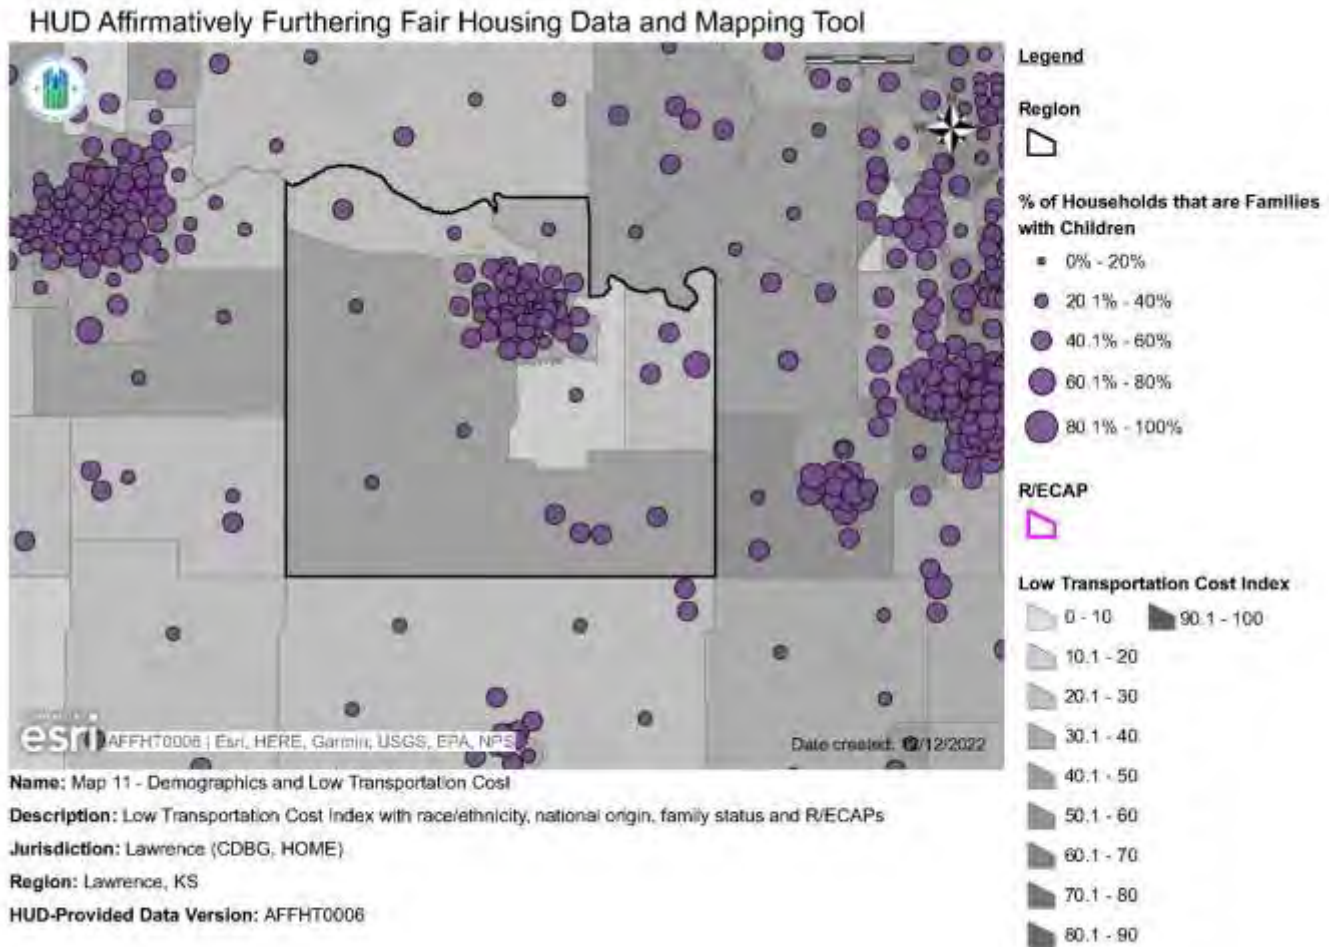 HUD Affirmatively Furthering Fair Housing Data and Mapping Tool
Legend
Region
% of Households that are Families
with Children
0% - 20%
20.1% - 40%
40.1% - 60%
60.1% - 80%
80.1% - 100%
R/ECAP
Low Transportation Cost Index
0 - 10
90.1 - 100
10.1 - 20
20.1 - 30
30.1 - 40
40.1 - 50
50.1 - 60
60.1 - 70
70.1 - 80
80.1 - 90
esri
AFFHT0006 | Esri, HERE, Garmin, USGS, EPA, NPS
Date created: 12/12/2022
Name: Map 11 - Demographics and Low Transportation Cost
Description: Low Transportation Cost Index with race/ethnicity, national origin, family status and R/ECAPs
Jurisdiction: Lawrence (CDBG, HOME)
Region: Lawrence, KS
HUD-Provided Data Version: AFFHT0006